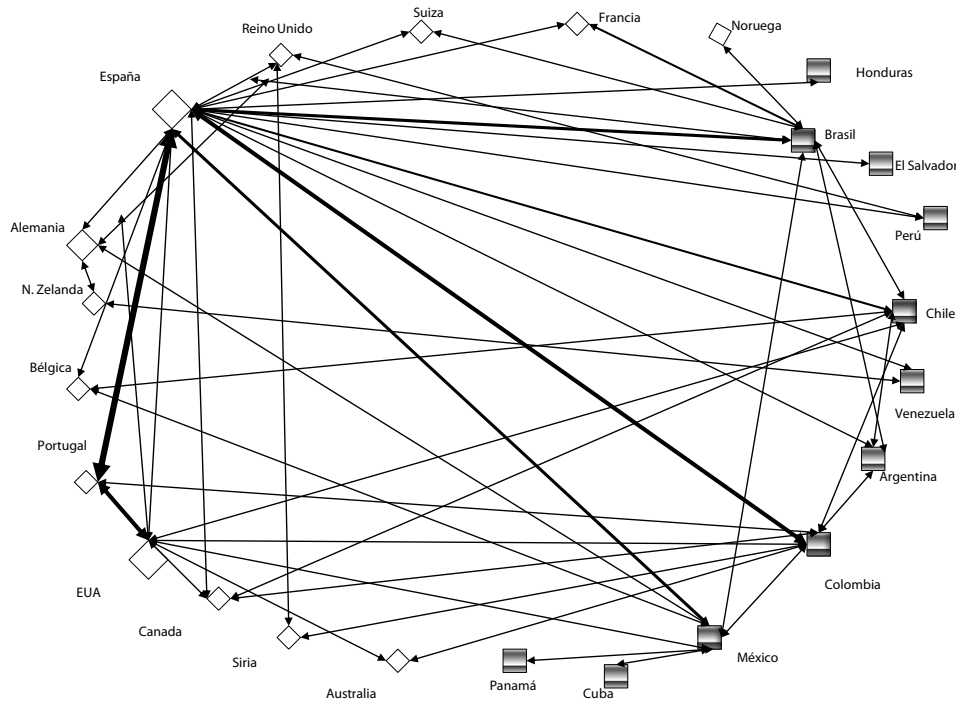 Suiza
Francia
Noruega
Reino Unido
España
Honduras
Brasil
El Salvador
Alemania
Perú
N. Zelanda
Chile
Bélgica
Venezuela
Portugal
Argentina
EUA
Colombia
Canada
México
Siria
Panamá
Cuba
Australia